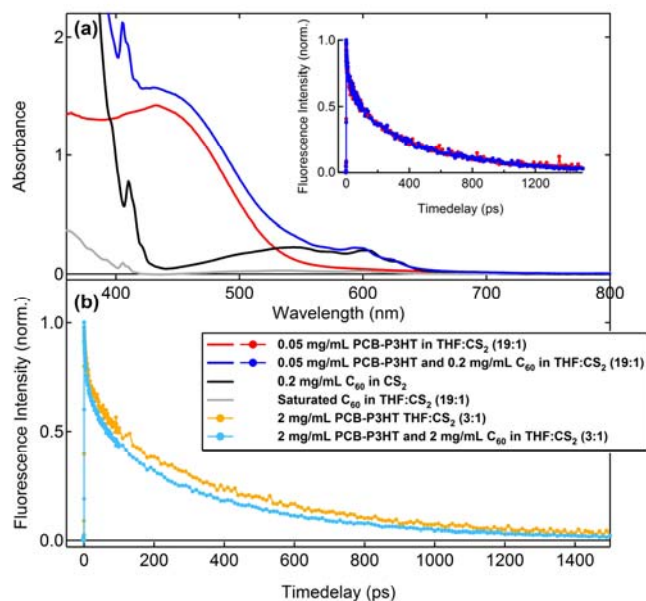 (a)
2
1
0
Absorbance
400
500
600
700
800
Wavelength (nm)
Fluorescence Intensity (norm.)
1.0
0.5
0.0
0
400
800
1200
Timedelay (ps)
(b)
Fluorescence Intensity (norm.)
1.0
0.5
0.0
0.05 mg/mL PCB-P3HT in THF:CS₂ (19:1)
0.05 mg/mL PCB-P3HT and 0.2 mg/mL C₆₀ in THF:CS₂ (19:1)
0.2 mg/mL C₆₀ in CS₂
Saturated C₆₀ in THF:CS₂ (19:1)
2 mg/mL PCB-P3HT THF:CS₂ (3:1)
2 mg/mL PCB-P3HT and 2 mg/mL C₆₀ in THF:CS₂ (3:1)
0
200
400
600
800
1000
1200
1400
Timedelay (ps)